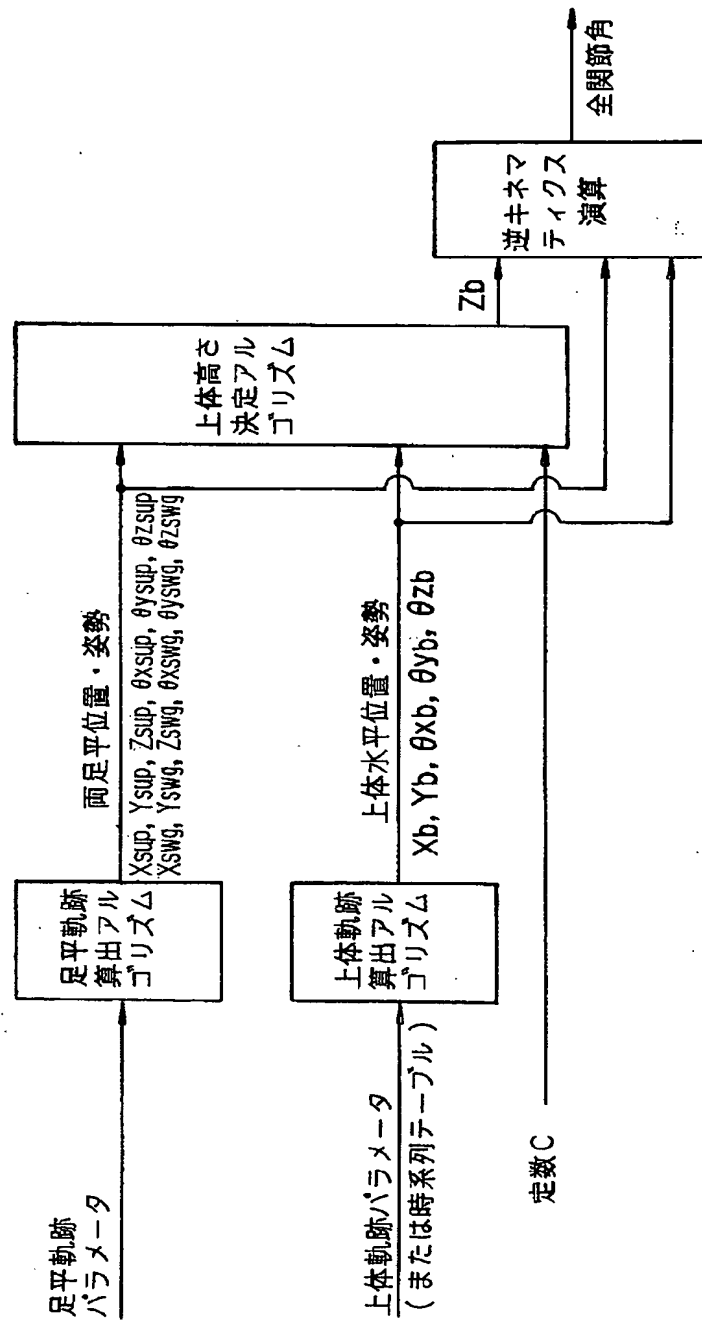 足平軌跡
パラメータ
足平軌跡
算出アル
ゴリズム
両足平位置・姿勢
Xsup, Ysup, Zsup, θxsup, θysup, θzsup
Xswg, Yswg, Zswg, θxswg, θyswg, θzswg
上体軌跡パラメータ
(または時系列テーブル)
上体軌跡
算出アル
ゴリズム
上体水平位置・姿勢
Xb, Yb, θxb, θyb, θzb
定数C
上体高さ
決定アル
ゴリズム
Zb
逆キネマ
ティクス
演算
全関節角